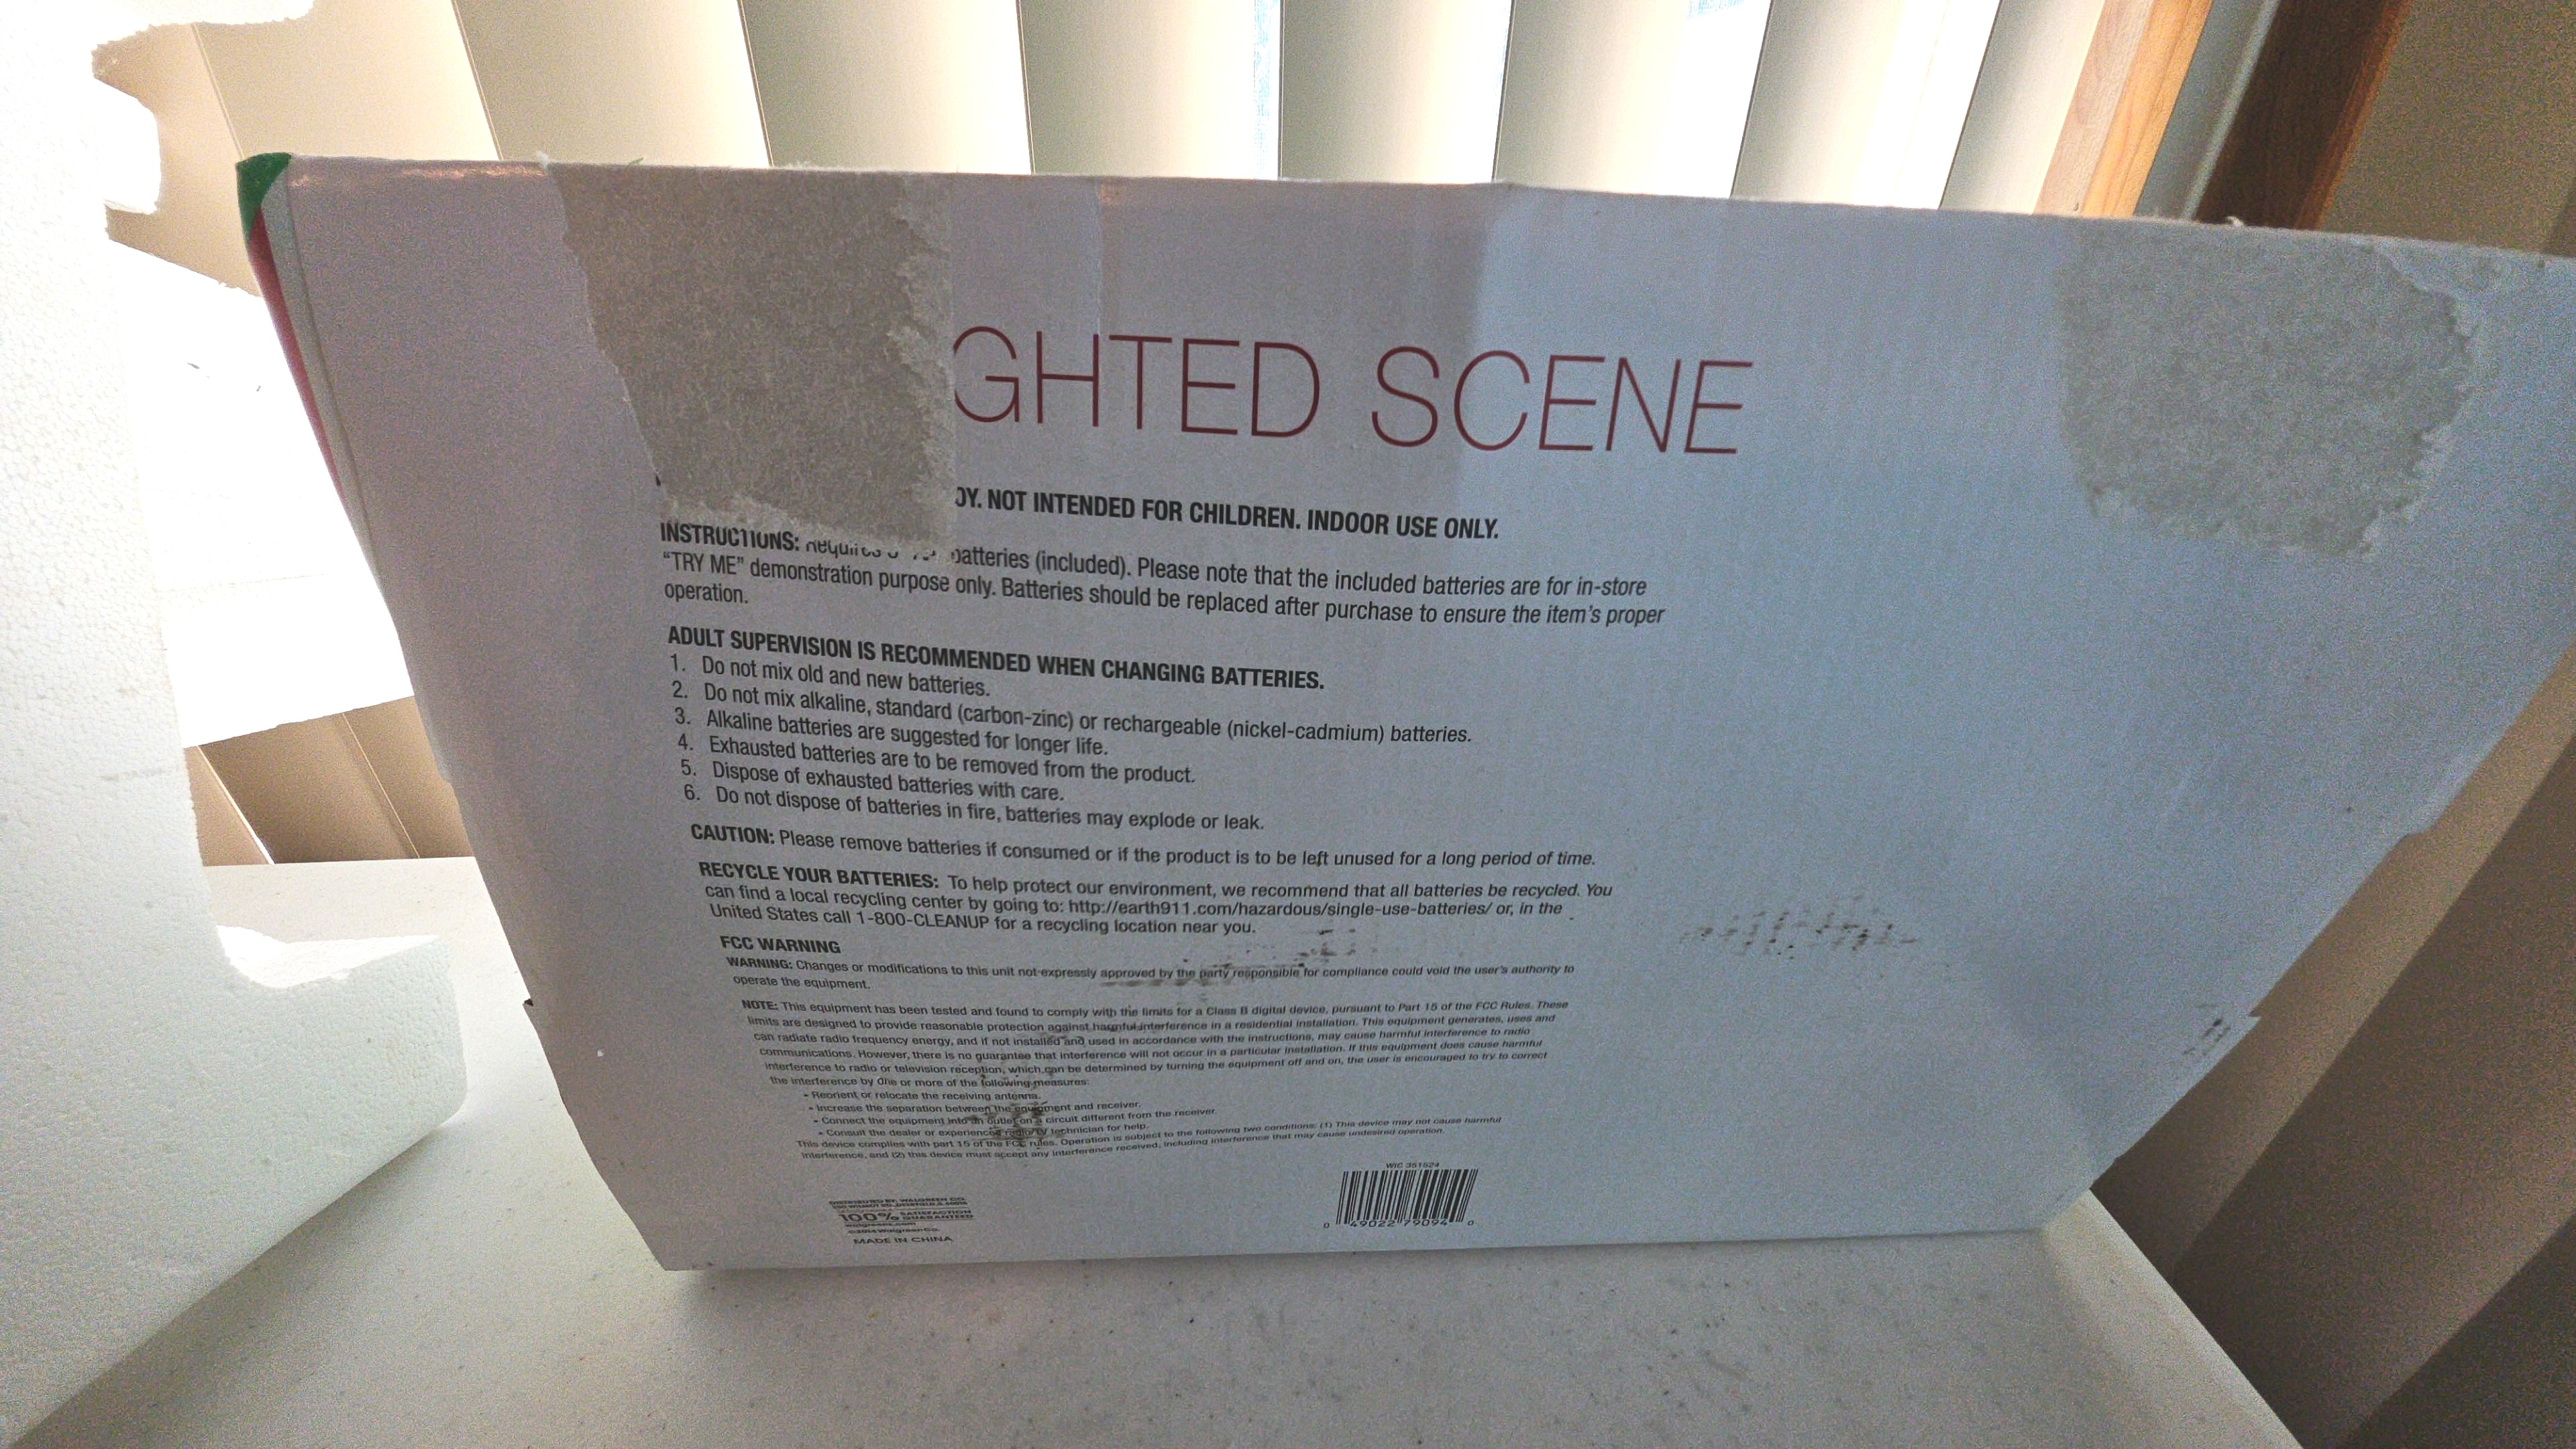 GHTED SCENE
OY. NOT INTENDED FOR CHILDREN. INDOOR USE ONLY.
INSTRUCTIONS: Requires batteries (included). Please note that the included batteries are for in-store
“TRY ME” demonstration purpose only. Batteries should be replaced after purchase to ensure the item's proper
operation.
ADULT SUPERVISION IS RECOMMENDED WHEN CHANGING BATTERIES.
1. Do not mix old and new batteries.
2. Do not mix alkaline, standard (carbon-zinc) or rechargeable (nickel-cadmium) batteries.
3. Alkaline batteries are suggested for longer life.
4. Exhausted batteries are to be removed from the product.
5. Dispose of exhausted batteries with care.
6. Do not dispose of batteries in fire, batteries may explode or leak.
CAUTION: Please remove batteries if consumed or if the product is to be left unused for a long period of time.
RECYCLE YOUR BATTERIES: To help protect our environment, we recommend that all batteries be recycled. You
can find a local recycling center by going to: http://earth911.com/hazardous/single-use-batteries/ or, in the
United States call 1-800-CLEANUP for a recycling location near you.
FCC WARNING
WARNING: Changes or modifications to this unit not expressly approved by the party responsible for compliance could void the user's authority to
operate the equipment.
NOTE: This equipment has been tested and found to comply with the limits for a Class B digital device, pursuant to Part 15 of the FCC Rules. These
limits are designed to provide reasonable protection against harmful interference in a residential installation. This equipment generates, uses and
can radiate radio frequency energy, and if not installed and used in accordance with the instructions, may cause harmful interference to radio
communications. However, there is no guarantee that interference will not occur in a particular installation. If this equipment does cause harmful
interference to radio or television reception, which can be determined by turning the equipment off and on, the user is encouraged to try to correct
the interference by one or more of the following measures:
- Reorient or relocate the receiving antenna.
- Increase the separation between the equipment and receiver.
- Connect the equipment into an outlet on a circuit different from the receiver.
- Consult the dealer or experienced radio/TV technician for help.
This device complies with part 15 of the FCC rules. Operation is subject to the following two conditions: (1) This device may not cause harmful
interference, and (2) this device must accept any interference received, including interference that may cause undesired operation.
DISTRIBUTED BY: WALGREEN CO.
100% SATISFACTION GUARANTEED
walgreens.com
©2014 Walgreen Co.
MADE IN CHINA
WIC 351524
0 49022 79094 0